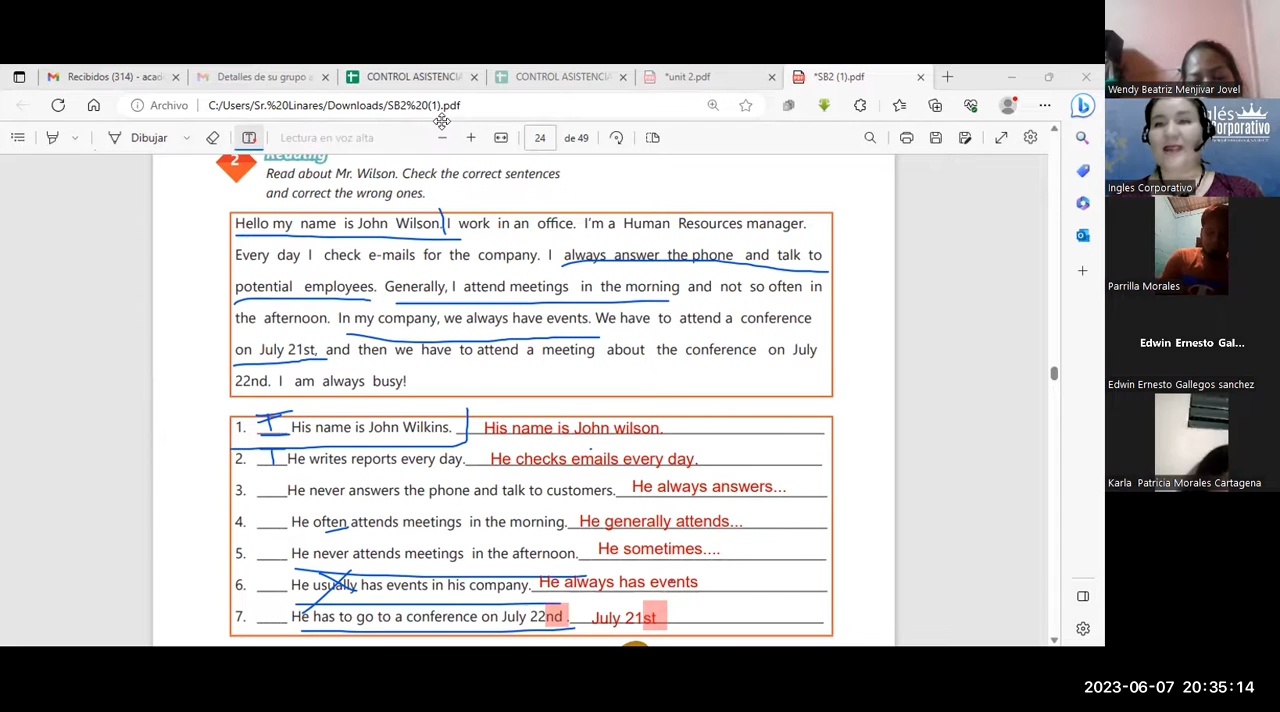 Recibidos (314) - acad
Detalles de su grupo a
CONTROL ASISTENCIA
CONTROL ASISTENCIA
*unit 2.pdf
*SB2 (1).pdf
Archivo
C:/Users/Sr.%20Linares/Downloads/SB2%20(1).pdf
Dibujar
Lectura en voz alta
24
de 49
2
Reading
Read about Mr. Wilson. Check the correct sentences
and correct the wrong ones.
Hello my name is John Wilson. I work in an office. I'm a Human Resources manager.
Every day I check e-mails for the company. I always answer the phone and talk to
potential employees. Generally, I attend meetings in the morning and not so often in
the afternoon. In my company, we always have events. We have to attend a conference
on July 21st, and then we have to attend a meeting about the conference on July
22nd. I am always busy!
1. ____ His name is John Wilkins. His name is John wilson.
2. ____ He writes reports every day. He checks emails every day.
3. ____ He never answers the phone and talk to customers. He always answers...
4. ____ He often attends meetings in the morning. He generally attends...
5. ____ He never attends meetings in the afternoon. He sometimes....
6. ____ He usually has events in his company. He always has events
7. ____ He has to go to a conference on July 22nd . July 21st
Wendy Beatriz Menjivar Jovel
Ingles Corporativo
Parrilla Morales
Edwin Ernesto Gal...
Edwin Ernesto Gallegos sanchez
Karla Patricia Morales Cartagena
2023-06-07 20:35:14